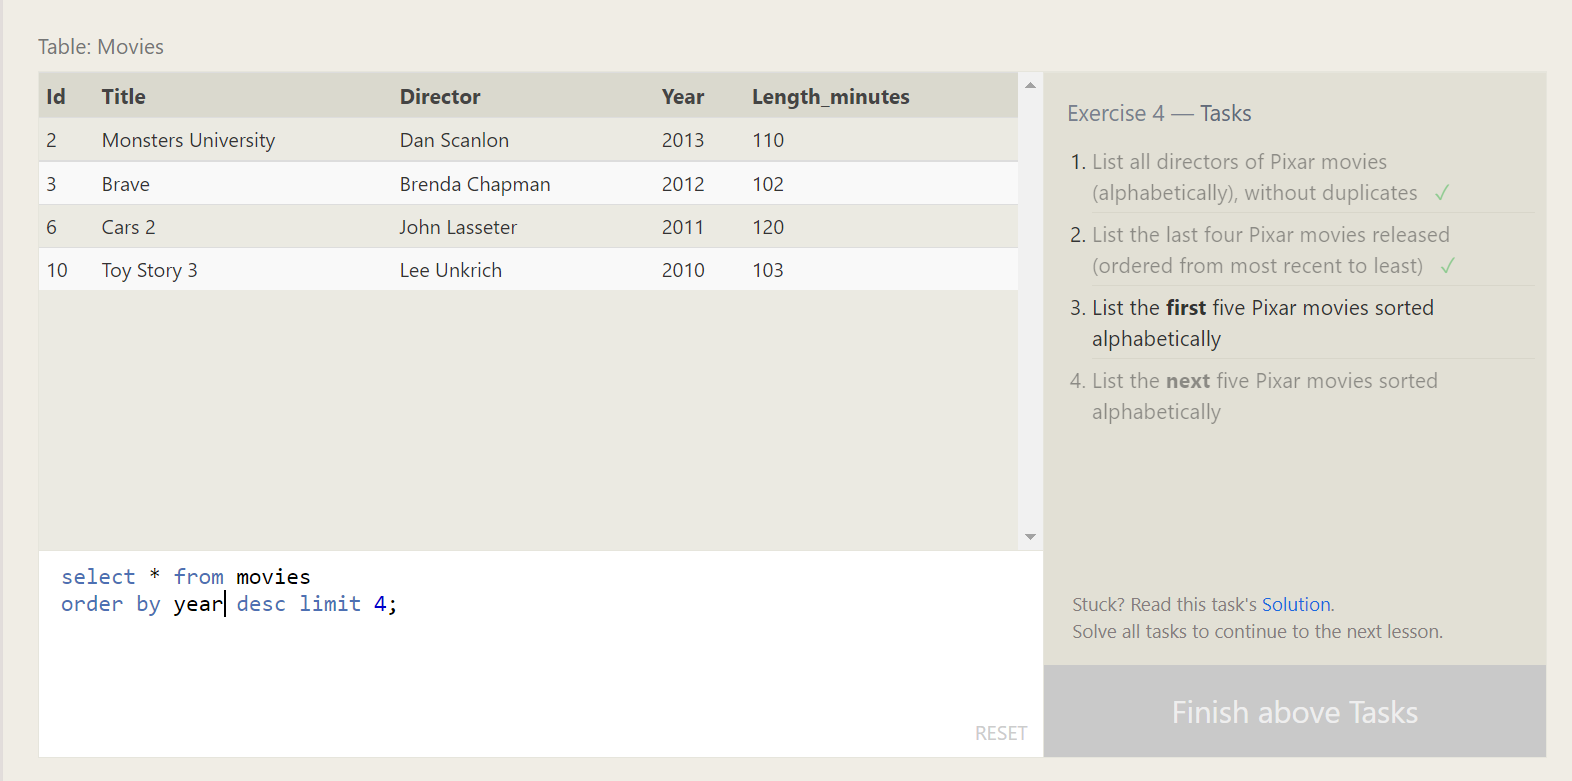 Table: Movies
Id Title Director Year Length_minutes
2 Monsters University Dan Scanlon 2013 110
3 Brave Brenda Chapman 2012 102
6 Cars 2 John Lasseter 2011 120
10 Toy Story 3 Lee Unkrich 2010 103
select * from movies
order by year desc limit 4;
RESET
Exercise 4 — Tasks
1. List all directors of Pixar movies
(alphabetically), without duplicates ✓
2. List the last four Pixar movies released
(ordered from most recent to least) ✓
3. List the first five Pixar movies sorted
alphabetically
4. List the next five Pixar movies sorted
alphabetically
Stuck? Read this task's Solution.
Solve all tasks to continue to the next lesson.
Finish above Tasks